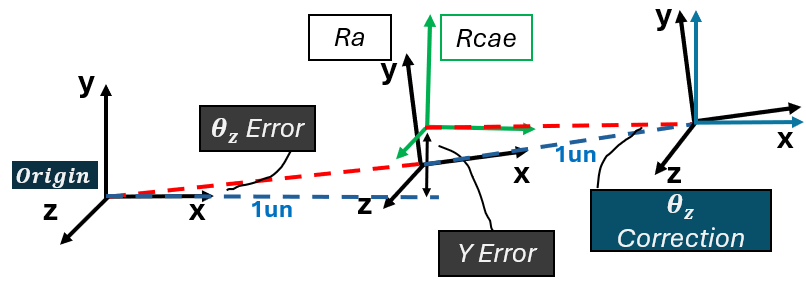 Ra
Rcae
y
y
y
θz Error
Origin
z
x
1un
z
x
1un
z
x
Y Error
θz
Correction